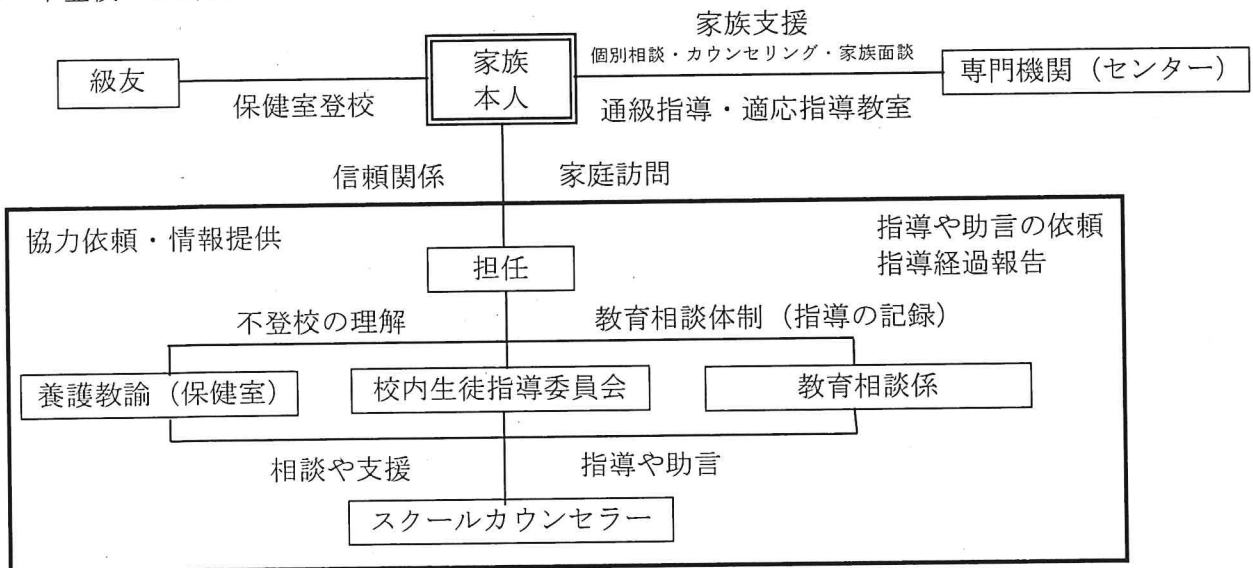 家族支援
個別相談・カウンセリング・家族面談
級友
家族
本人
専門機関（センター）
保健室登校
通級指導・適応指導教室
信頼関係
家庭訪問
協力依頼・情報提供
指導や助言の依頼
指導経過報告
担任
不登校の理解
教育相談体制（指導の記録）
養護教諭（保健室）
校内生徒指導委員会
教育相談係
相談や支援
指導や助言
スクールカウンセラー